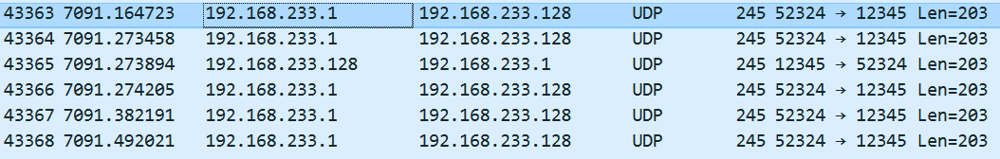 43363 7091.164723 192.168.233.1 192.168.233.128 UDP 245 52324 → 12345 Len=203
43364 7091.273458 192.168.233.1 192.168.233.128 UDP 245 52324 → 12345 Len=203
43365 7091.273894 192.168.233.128 192.168.233.1 UDP 245 12345 → 52324 Len=203
43366 7091.274205 192.168.233.1 192.168.233.128 UDP 245 52324 → 12345 Len=203
43367 7091.382191 192.168.233.1 192.168.233.128 UDP 245 52324 → 12345 Len=203
43368 7091.492021 192.168.233.1 192.168.233.128 UDP 245 52324 → 12345 Len=203